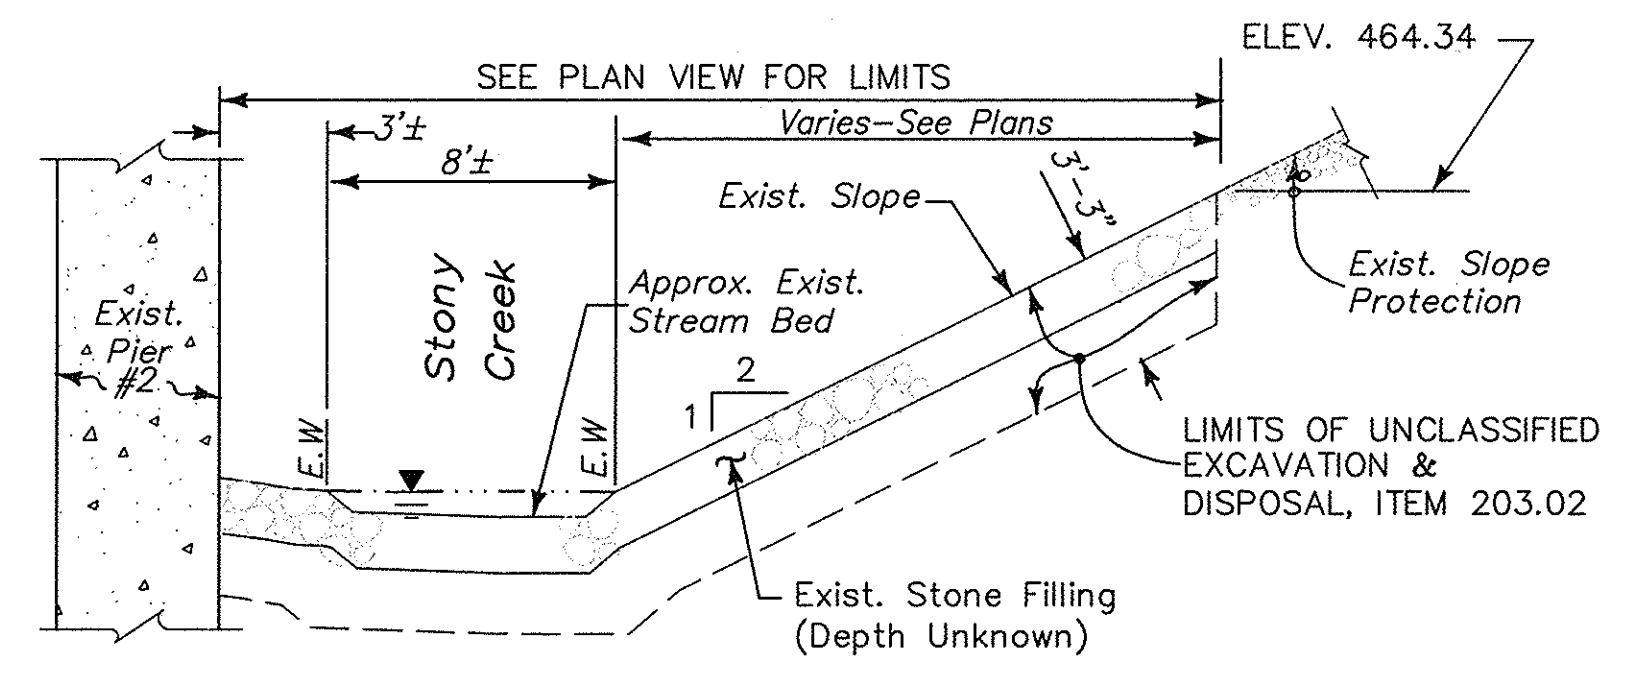 ELEV. 464.34
SEE PLAN VIEW FOR LIMITS
3'±
Varies-See Plans
8'±
3'-3"
Exist. Slope
Stony
Creek
Approx. Exist.
Stream Bed
Exist. Slope
Protection
Exist.
Pier
#2
2
1
E.W
E.W
LIMITS OF UNCLASSIFIED
EXCAVATION &
DISPOSAL, ITEM 203.02
Exist. Stone Filling
(Depth Unknown)